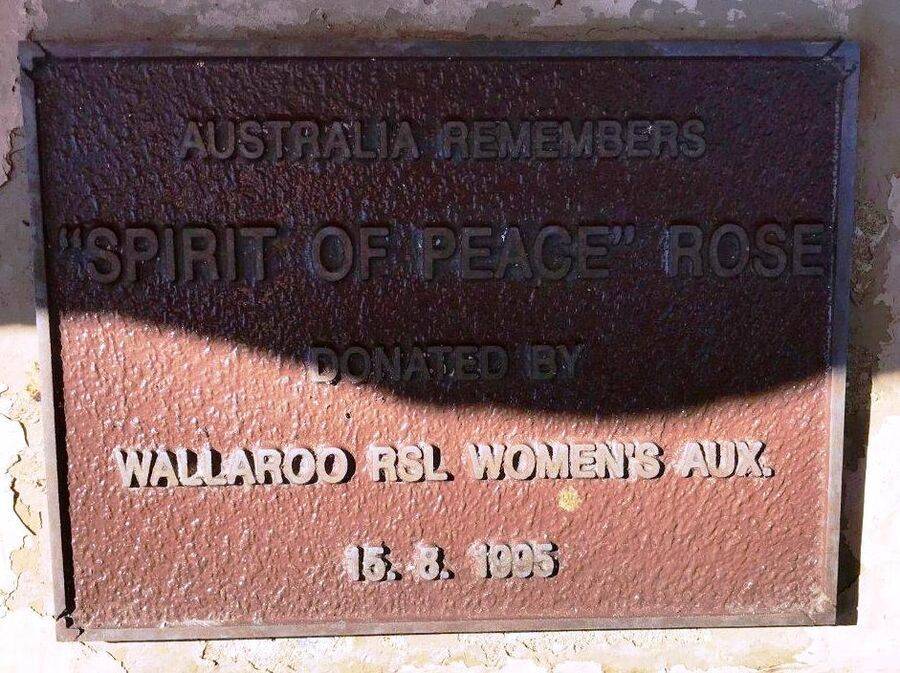 AUSTRALIA REMEMBERS
"SPIRIT OF PEACE" ROSE
DONATED BY
WALLAROO RSL WOMEN'S AUX.
15. 8. 1995